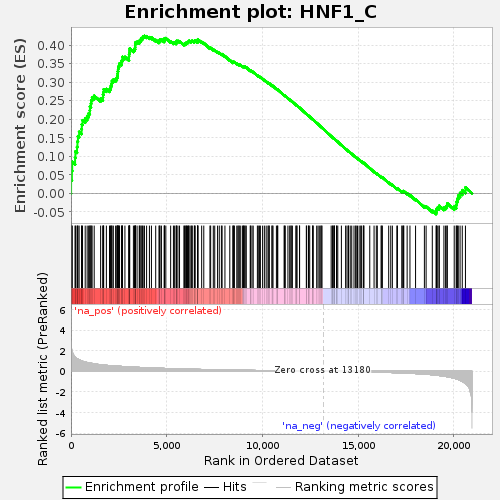 Enrichment plot: HNF1_C
Enrichment score (ES)
0.40
0.35
0.30
0.25
0.20
0.15
0.10
0.05
0.00
-0.05
'na_pos' (positively correlated)
Ranked list metric (PreRanked)
6
4
2
0
-2
-4
-6
Zero cross at 13180
'na_neg' (negatively correlated)
0
5,000
10,000
15,000
20,000
Rank in Ordered Dataset
Enrichment profile
Hits
Ranking metric scores